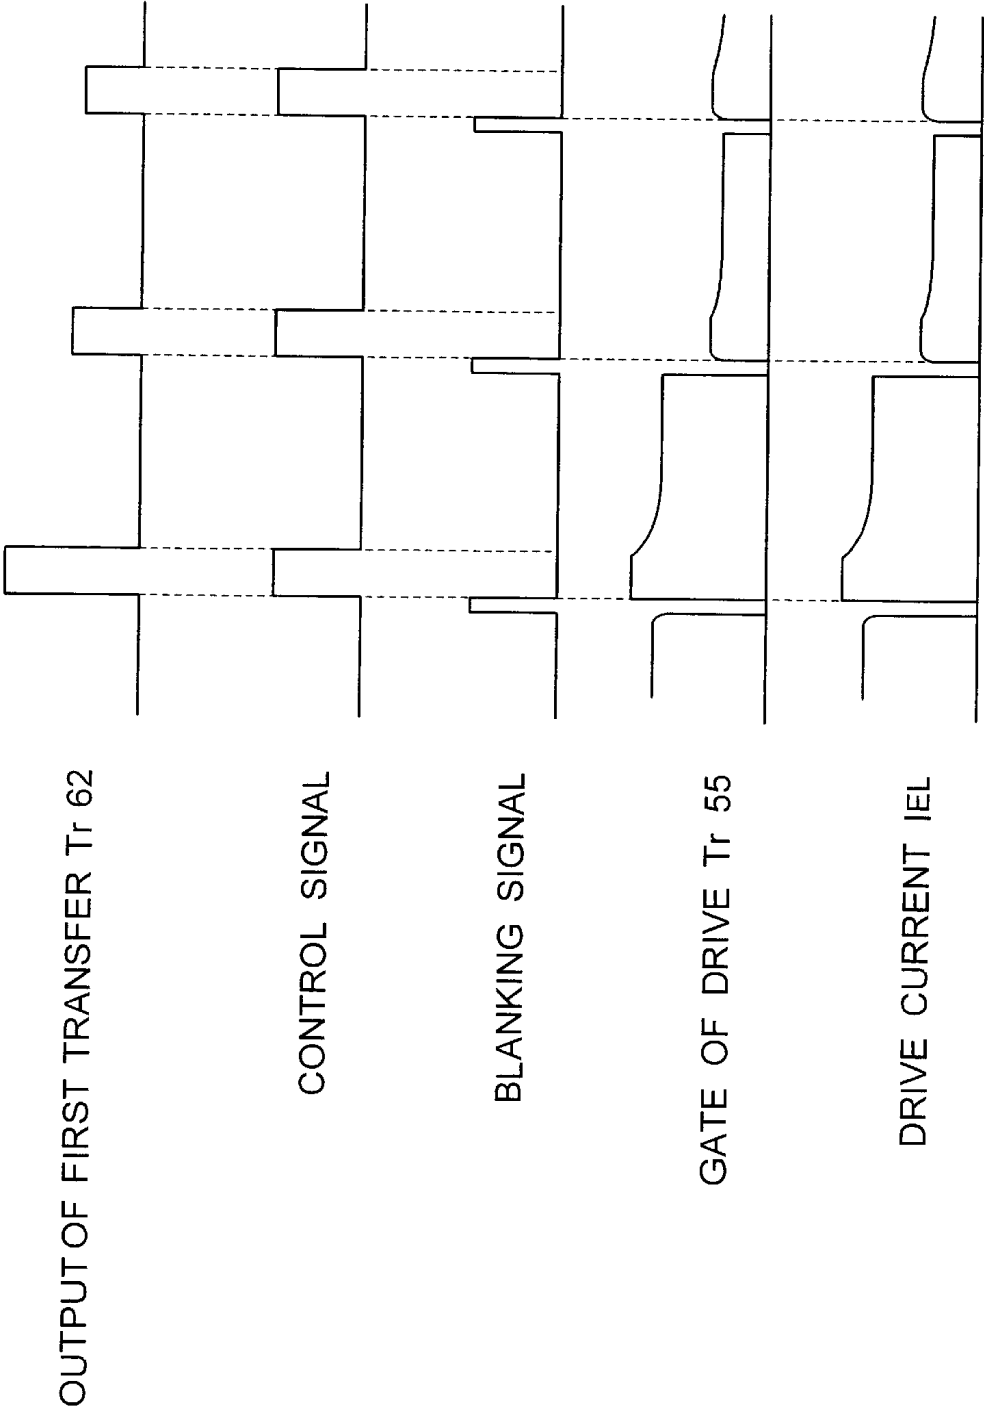 OUTPUT OF FIRST TRANSFER Tr 62
CONTROL SIGNAL
BLANKING SIGNAL
GATE OF DRIVE Tr 55
DRIVE CURRENT IEL